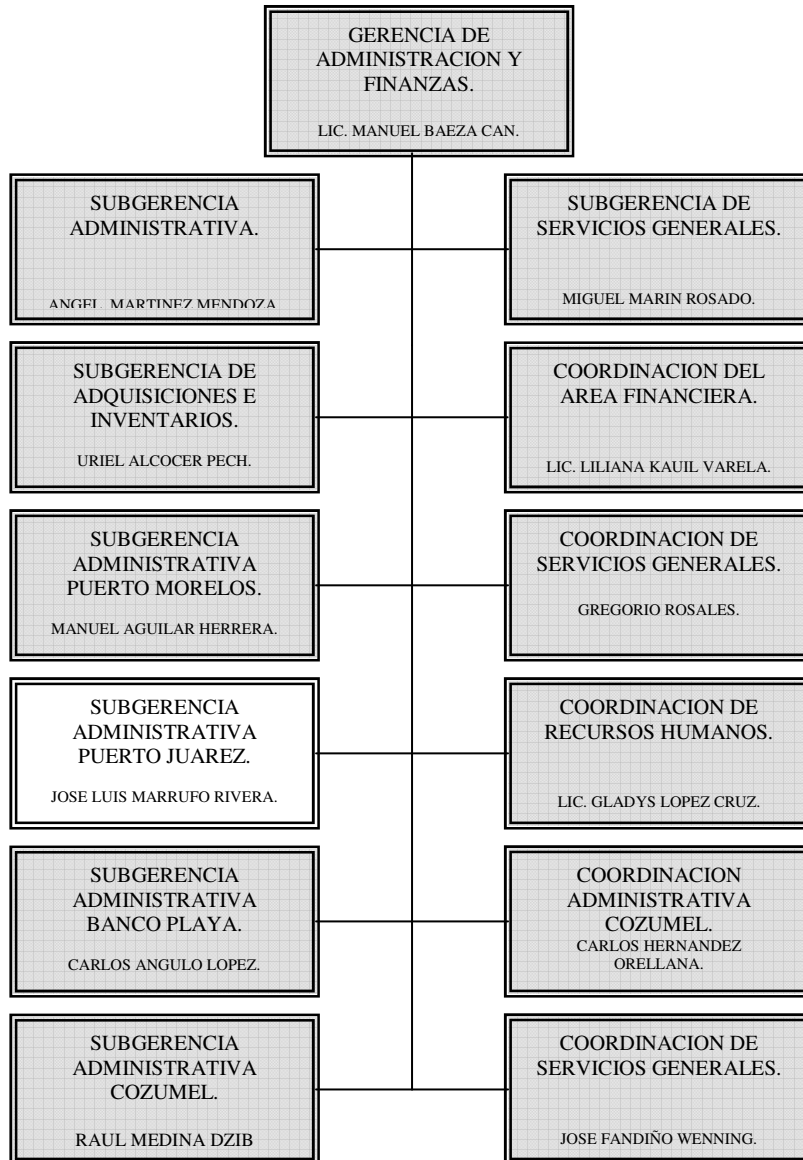 GERENCIA DE
ADMINISTRACION Y
FINANZAS.
LIC. MANUEL BAEZA CAN.
SUBGERENCIA
ADMINISTRATIVA.
ANGEL MARTINEZ MENDOZA
SUBGERENCIA DE
SERVICIOS GENERALES.
MIGUEL MARIN ROSADO.
SUBGERENCIA DE
ADQUISICIONES E
INVENTARIOS.
URIEL ALCOCER PECH.
COORDINACION DEL
AREA FINANCIERA.
LIC. LILIANA KAUIL VARELA.
SUBGERENCIA
ADMINISTRATIVA
PUERTO MORELOS.
MANUEL AGUILAR HERRERA.
COORDINACION DE
SERVICIOS GENERALES.
GREGORIO ROSALES.
SUBGERENCIA
ADMINISTRATIVA
PUERTO JUAREZ.
JOSE LUIS MARRUFO RIVERA.
COORDINACION DE
RECURSOS HUMANOS.
LIC. GLADYS LOPEZ CRUZ.
SUBGERENCIA
ADMINISTRATIVA
BANCO PLAYA.
CARLOS ANGULO LOPEZ.
COORDINACION
ADMINISTRATIVA
COZUMEL.
CARLOS HERNANDEZ
ORELLANA.
SUBGERENCIA
ADMINISTRATIVA
COZUMEL.
RAUL MEDINA DZIB
COORDINACION DE
SERVICIOS GENERALES.
JOSE FANDIÑO WENNING.